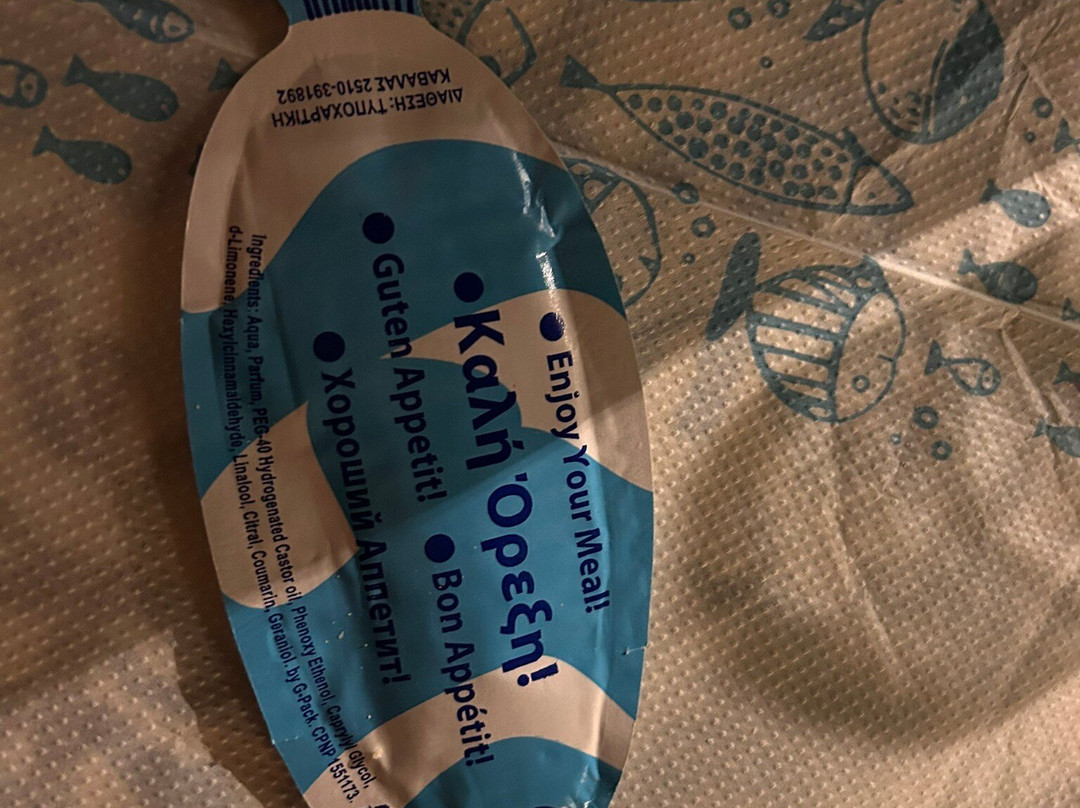 ΔΙΑΘΕΣΗ: ΤΥΠΟΧΑΡΤΙΚΗ
ΚΑΒΑΛΑΣ 2510-391892
● Enjoy Your Meal!
● Καλή Όρεξη!
● Guten Appetit! ● Bon Appétit!
● Хороший Аппетит!
Ingredients: Aqua, Parfum, PEG-40 Hydrogenated Castor oil, Phenoxy Ethenol, Caprylyl Glycol,
d-Limonene, Hexylcinnamaldehyde, Linalool, Citral, Coumarin, Geraniol. by G-Pack. CPNP 1551173.